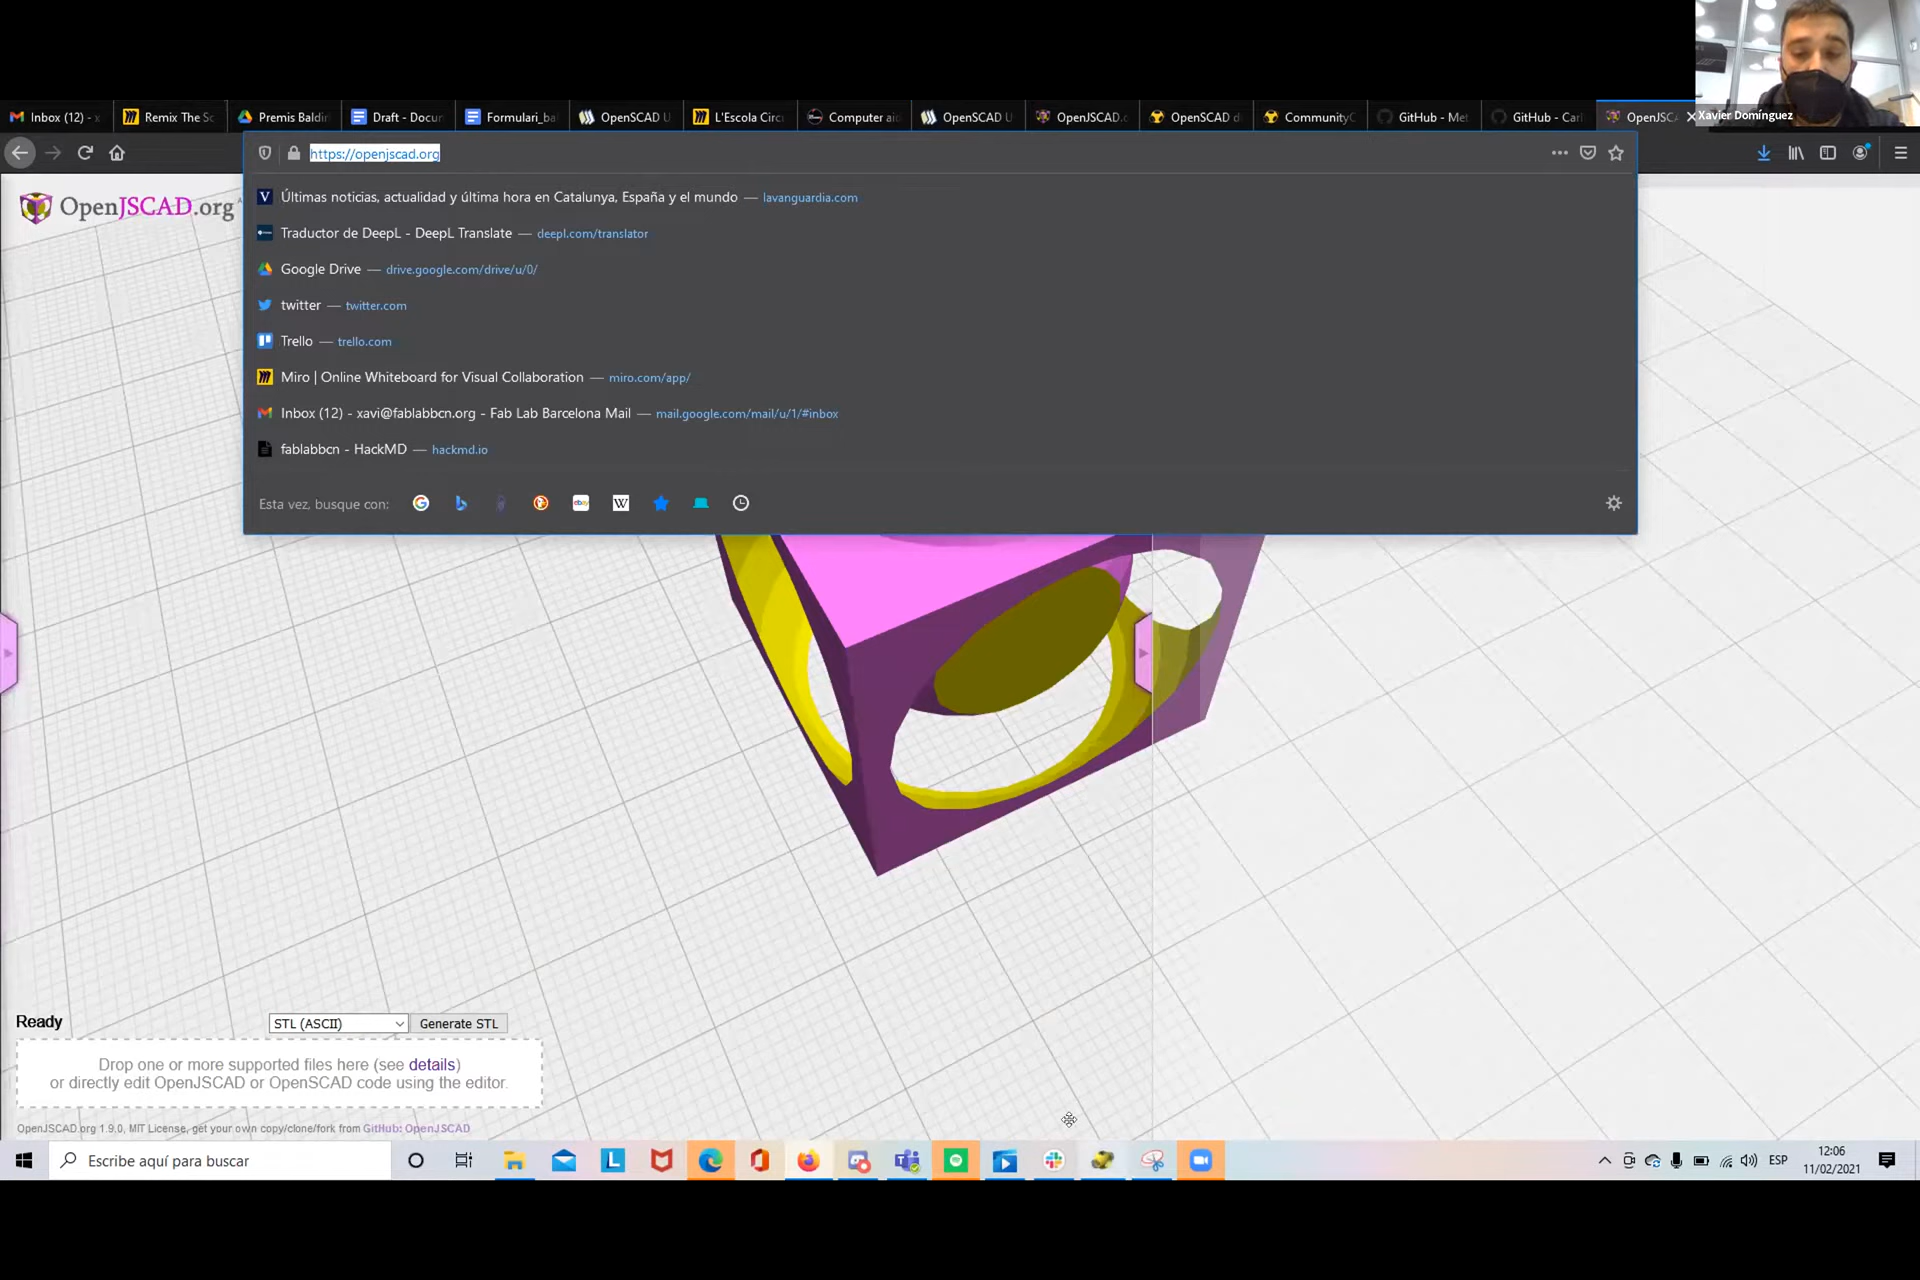 Inbox (12) - x
Remix The Sc
Premis Baldir
Draft - Docu
Formulari_ba
OpenSCAD U
L'Escola Circ
Computer aid
OpenSCAD U
OpenJSCAD.o
OpenSCAD d
CommunityC
GitHub - Met
GitHub - Carl
OpenJSCA
Xavier Domínguez
https://openjscad.org
OpenJSCAD.org
Últimas noticias, actualidad y última hora en Catalunya, España y el mundo — lavanguardia.com
Traductor de DeepL - DeepL Translate — deepl.com/translator
Google Drive — drive.google.com/drive/u/0/
twitter — twitter.com
Trello — trello.com
Miro | Online Whiteboard for Visual Collaboration — miro.com/app/
Inbox (12) - xavi@fablabbcn.org - Fab Lab Barcelona Mail — mail.google.com/mail/u/1/#inbox
fablabbcn - HackMD — hackmd.io
Esta vez, busque con:
Ready
STL (ASCII)
Generate STL
Drop one or more supported files here (see details)
or directly edit OpenJSCAD or OpenSCAD code using the editor.
OpenJSCAD.org 1.9.0, MIT License, get your own copy/clone/fork from GitHub: OpenJSCAD
Escribe aquí para buscar
ESP
12:06
11/02/2021